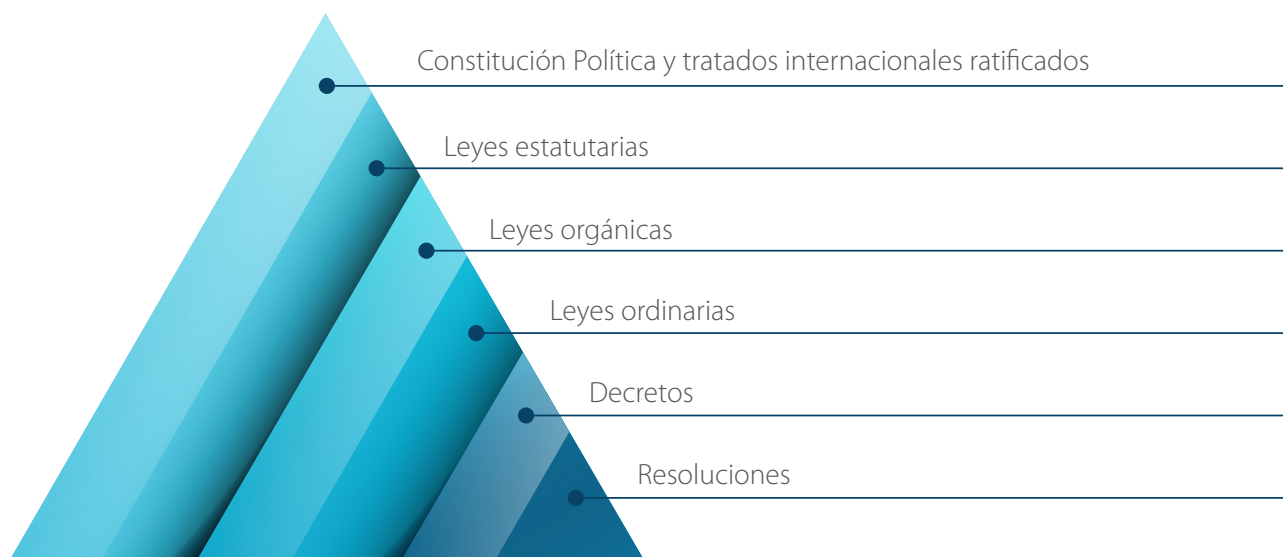 Constitución Política y tratados internacionales ratificados
Leyes estatutarias
Leyes orgánicas
Leyes ordinarias
Decretos
Resoluciones